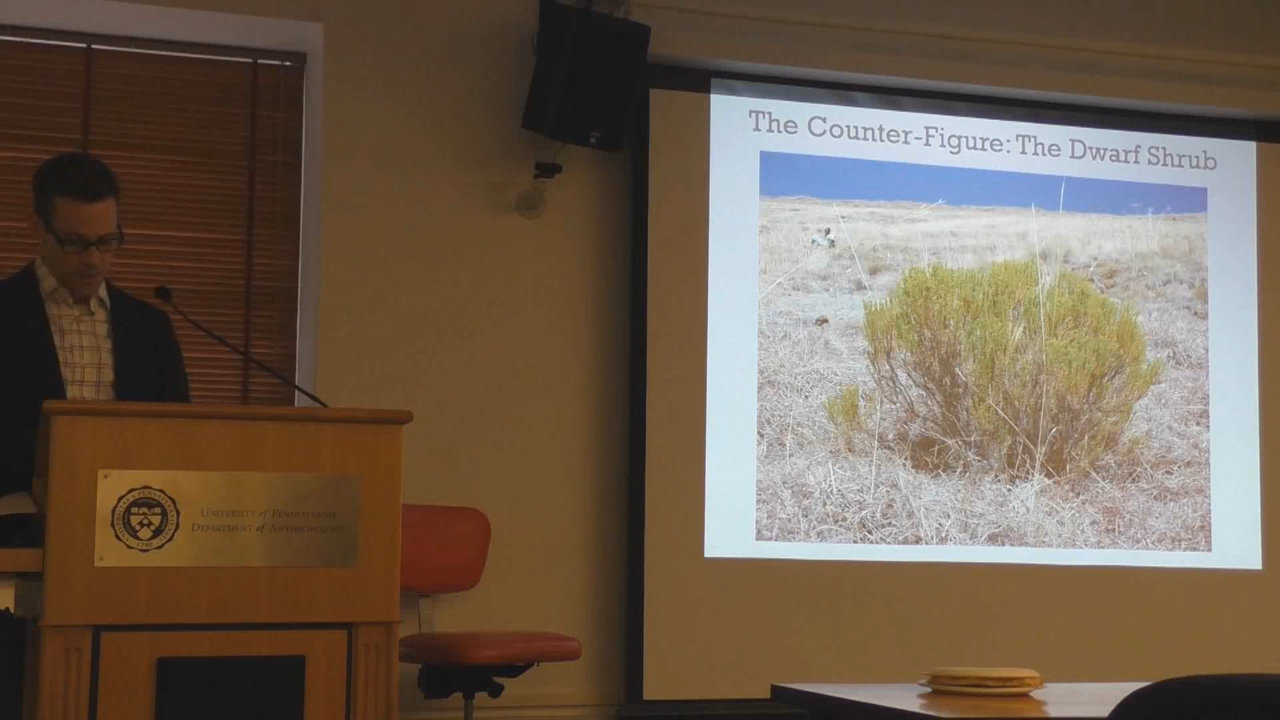 The Counter-Figure: The Dwarf Shrub
UNIVERSITY of PENNSYLVANIA
DEPARTMENT of ANTHROPOLOGY